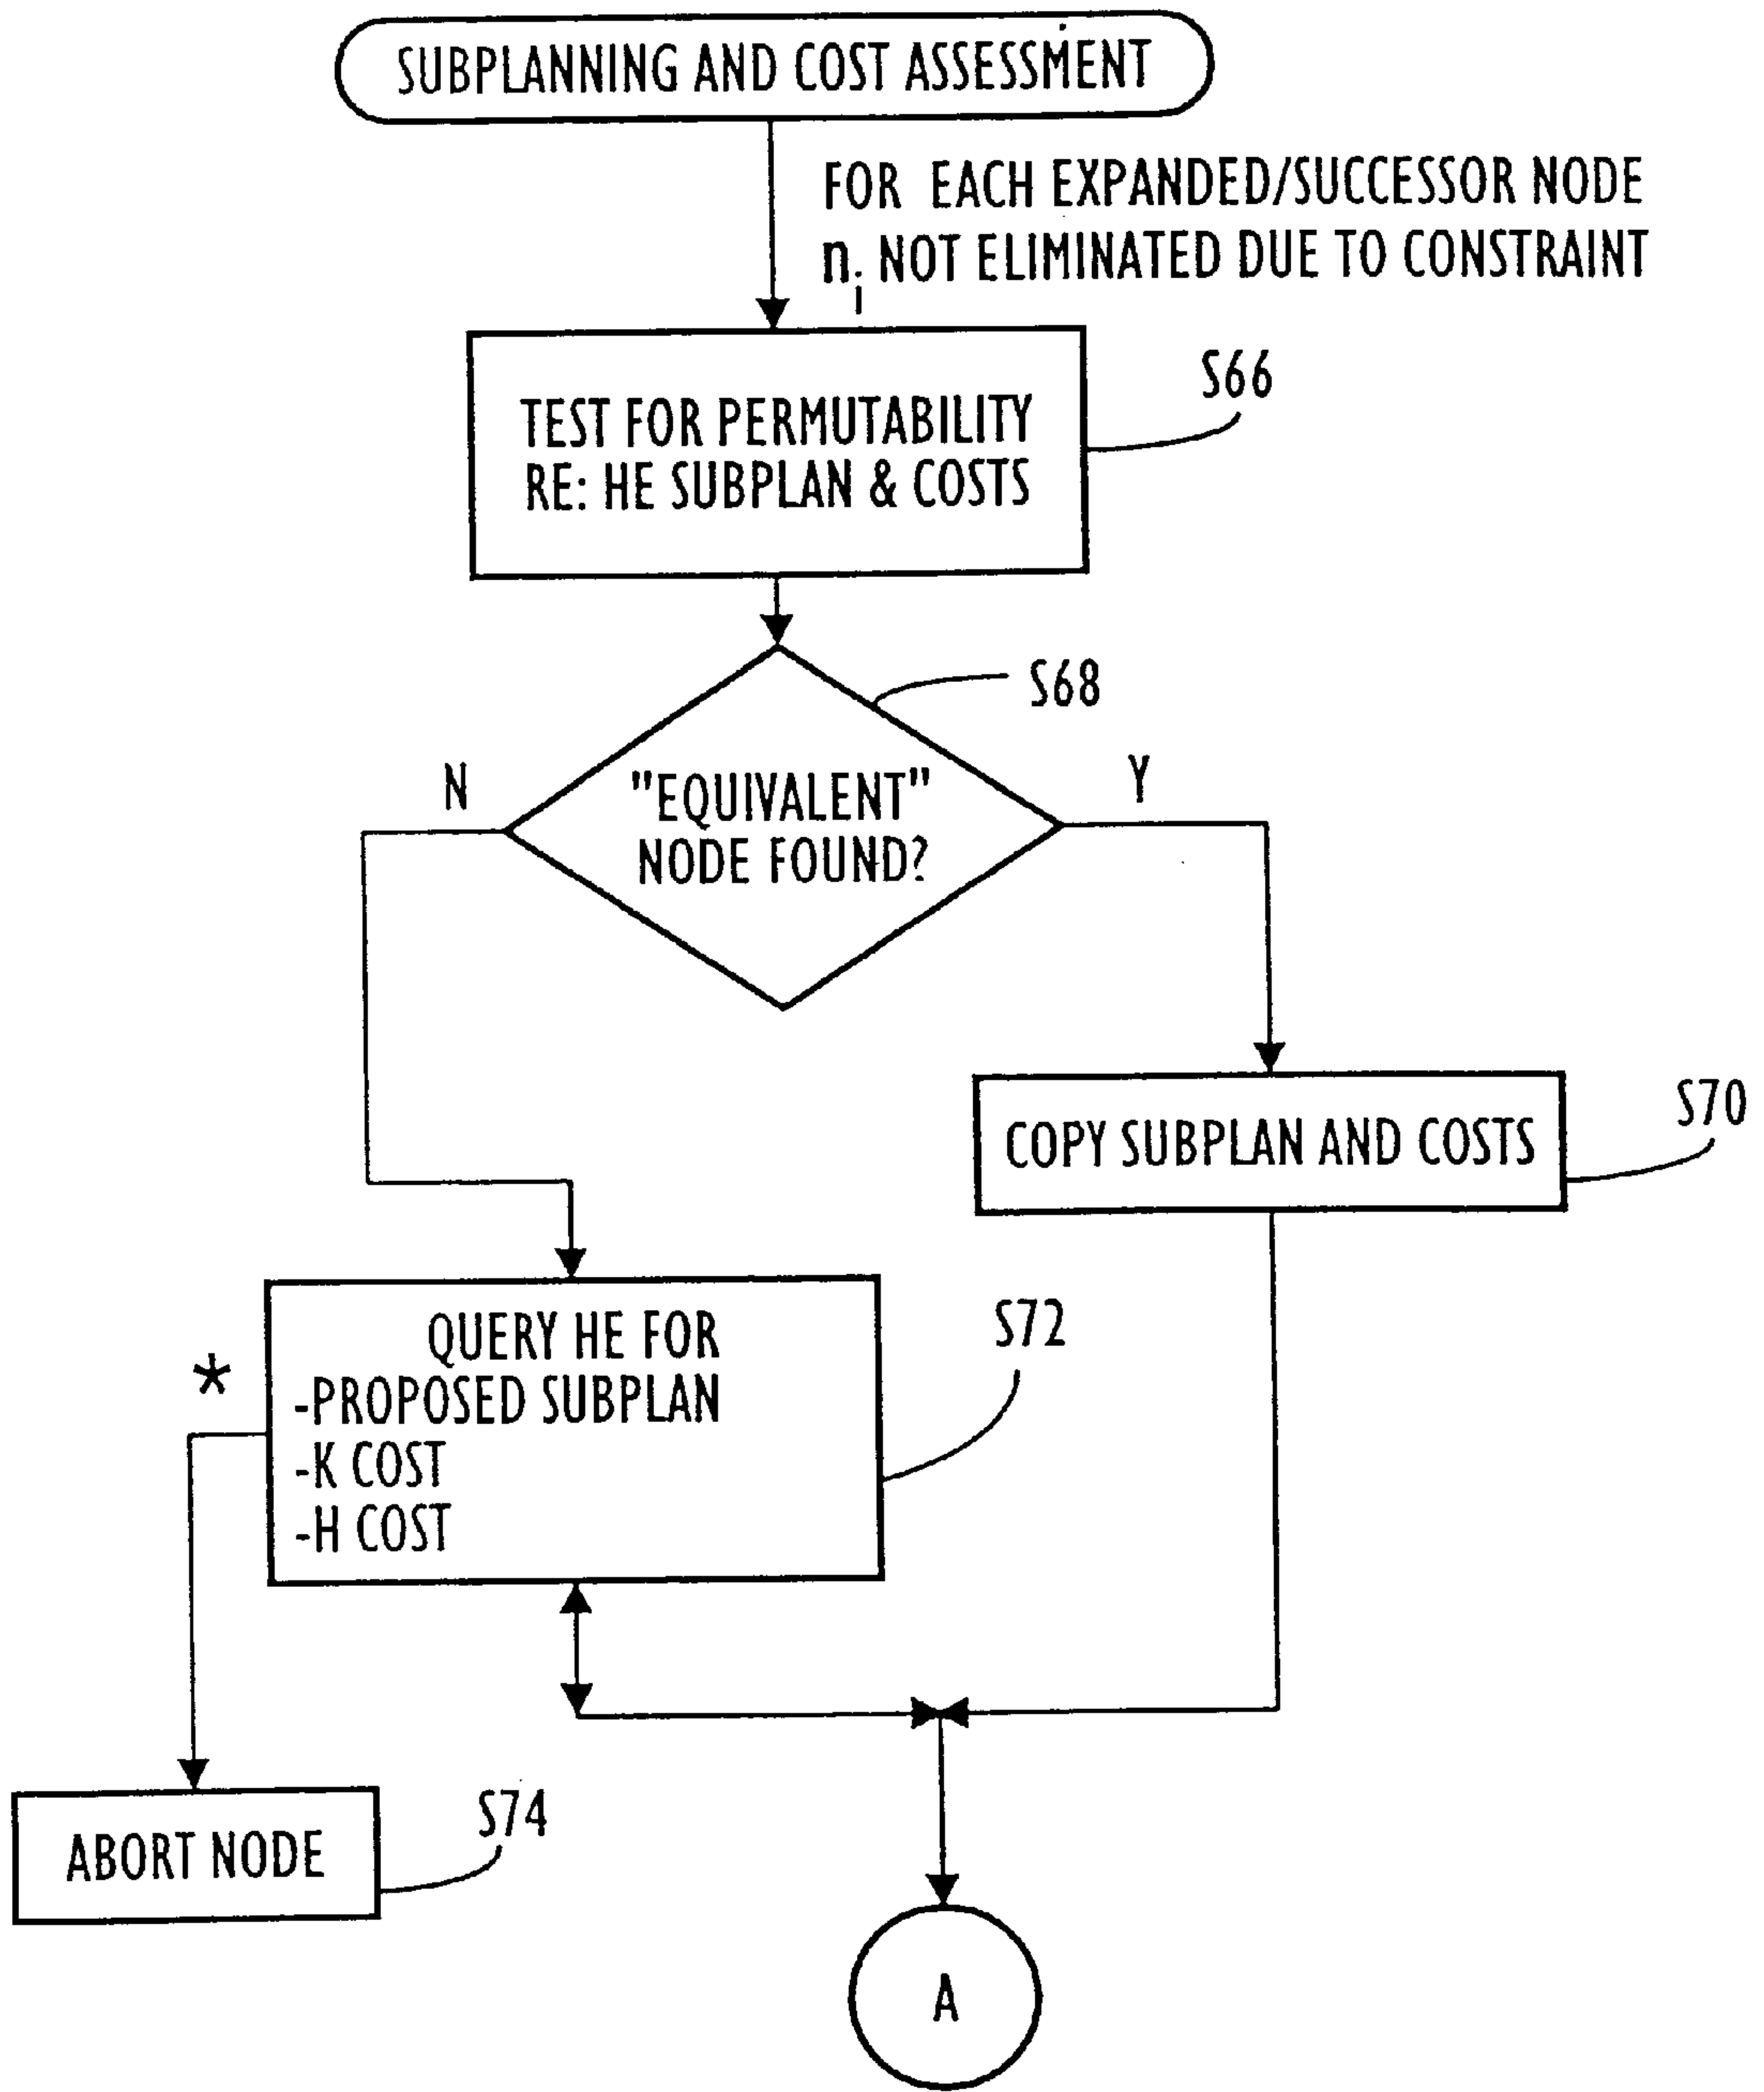 SUBPLANNING AND COST ASSESSMENT
FOR EACH EXPANDED/SUCCESSOR NODE
ni NOT ELIMINATED DUE TO CONSTRAINT
S66
TEST FOR PERMUTABILITY
RE: HE SUBPLAN & COSTS
S68
N
Y
"EQUIVALENT"
NODE FOUND?
S70
COPY SUBPLAN AND COSTS
S72
QUERY HE FOR
*
-PROPOSED SUBPLAN
-K COST
-H COST
S74
ABORT NODE
A